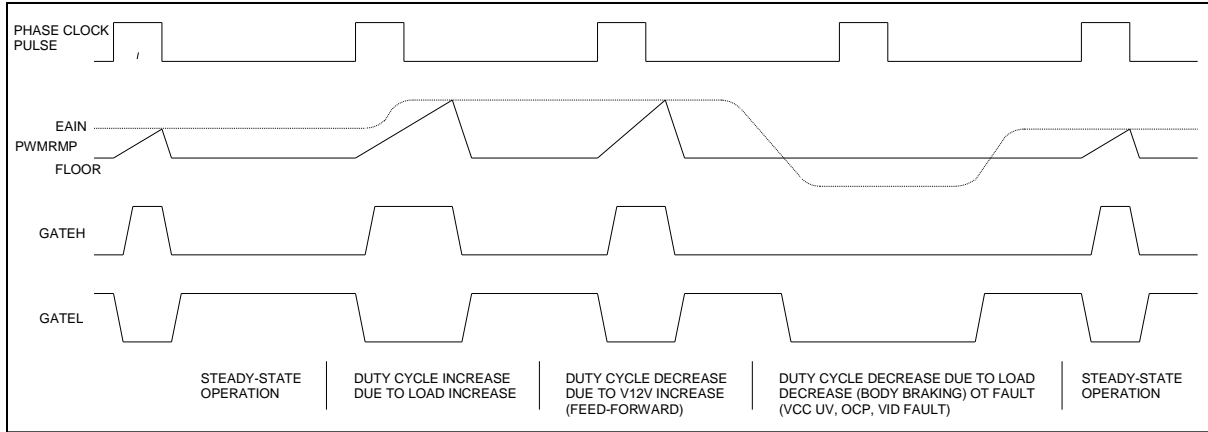 PHASE CLOCK
PULSE
EAIN
PWMRMP
FLOOR
GATEH
GATEL
STEADY-STATE
OPERATION
DUTY CYCLE INCREASE
DUE TO LOAD INCREASE
DUTY CYCLE DECREASE
DUE TO V12V INCREASE
(FEED-FORWARD)
DUTY CYCLE DECREASE DUE TO LOAD
DECREASE (BODY BRAKING) OT FAULT
(VCC UV, OCP, VID FAULT)
STEADY-STATE
OPERATION